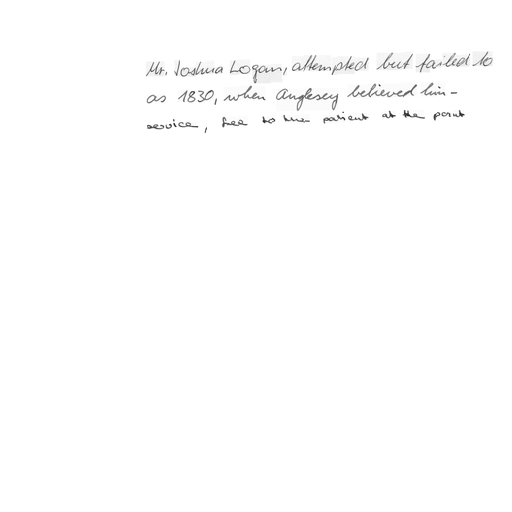 Mr. Joshua Logan, attempted but failed to
as 1830, when Anglesey believed him-
service, free to the patient at the point